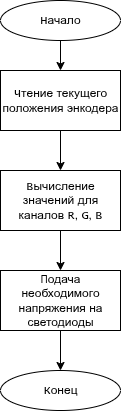 Начало
Чтение текущего
положения энкодера
Вычисление
значений для
каналов R, G, B
Подача
необходимого
напряжения на
светодиоды
Конец